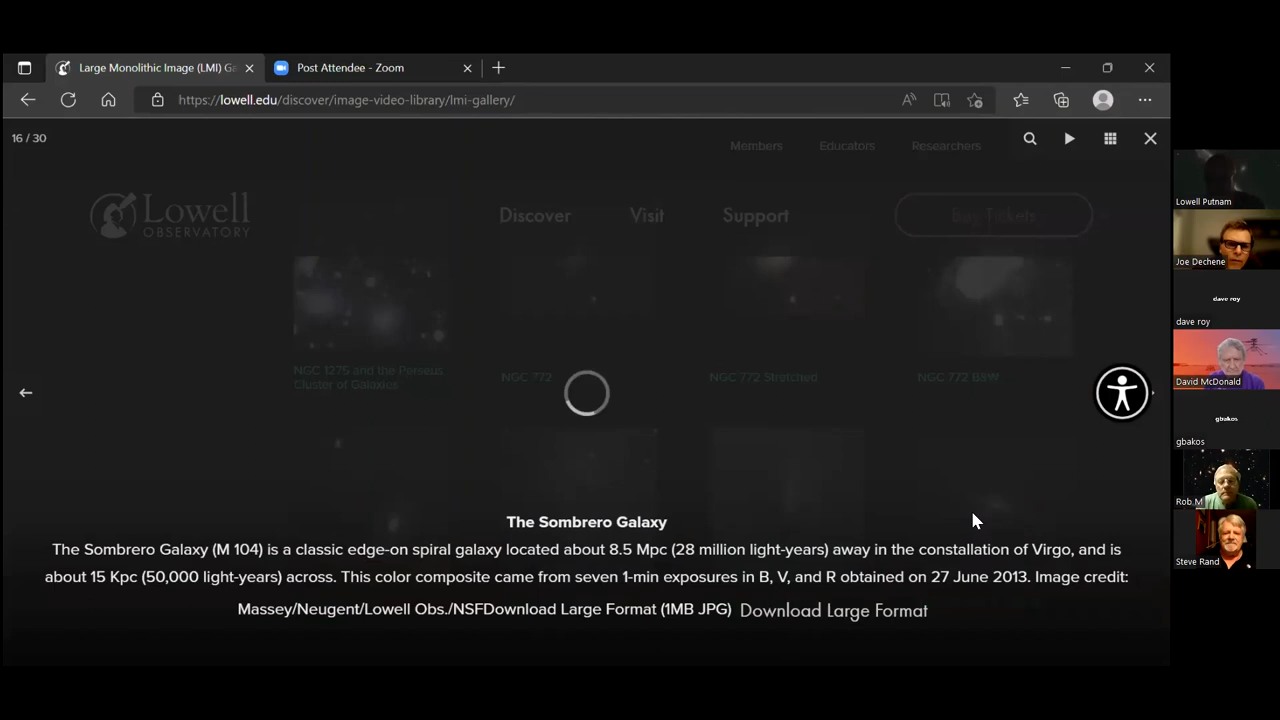 Large Monolithic Image (LMI) Ga
Post Attendee - Zoom
https://lowell.edu/discover/image-video-library/lmi-gallery/
16 / 30
Members
Educators
Researchers
Lowell
OBSERVATORY
Discover
Visit
Support
Buy Tickets
NGC 1275 and the Perseus
Cluster of Galaxies
NGC 772
NGC 772 Stretched
NGC 772 B&W
The Sombrero Galaxy
The Sombrero Galaxy (M 104) is a classic edge-on spiral galaxy located about 8.5 Mpc (28 million light-years) away in the constallation of Virgo, and is
about 15 Kpc (50,000 light-years) across. This color composite came from seven 1-min exposures in B, V, and R obtained on 27 June 2013. Image credit:
Massey/Neugent/Lowell Obs./NSFDownload Large Format (1MB JPG) Download Large Format
Lowell Putnam
Joe Dechene
dave roy
dave roy
David McDonald
gbakos
gbakos
Rob M
Steve Rand